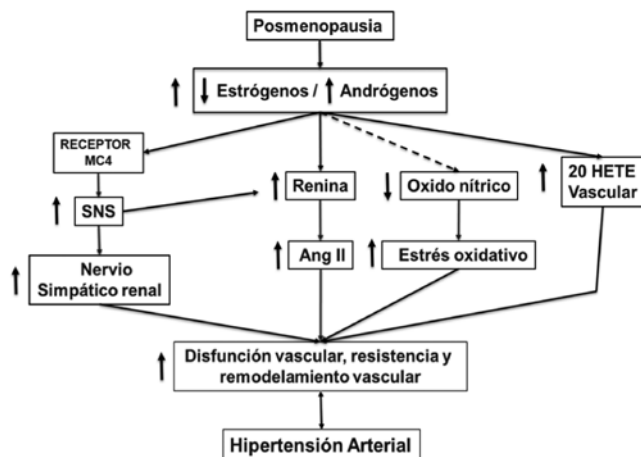 Posmenopausia
Estrógenos / Andrógenos
RECEPTOR
MC4
SNS
Nervio
Simpático renal
Renina
Ang II
Oxido nítrico
Estrés oxidativo
20 HETE
Vascular
Disfunción vascular, resistencia y
remodelamiento vascular
Hipertensión Arterial